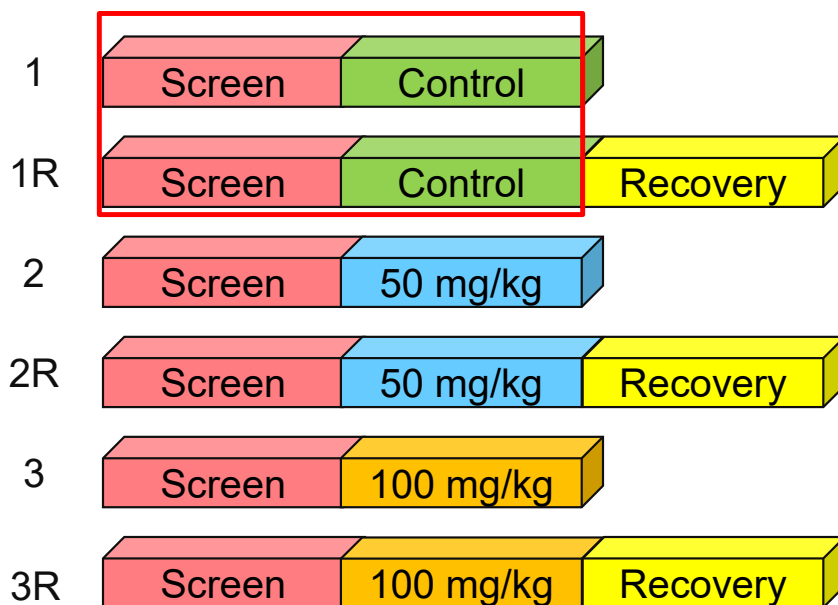 1 Screen Control
1R Screen Control Recovery
2 Screen 50 mg/kg
2R Screen 50 mg/kg Recovery
3 Screen 100 mg/kg
3R Screen 100 mg/kg Recovery